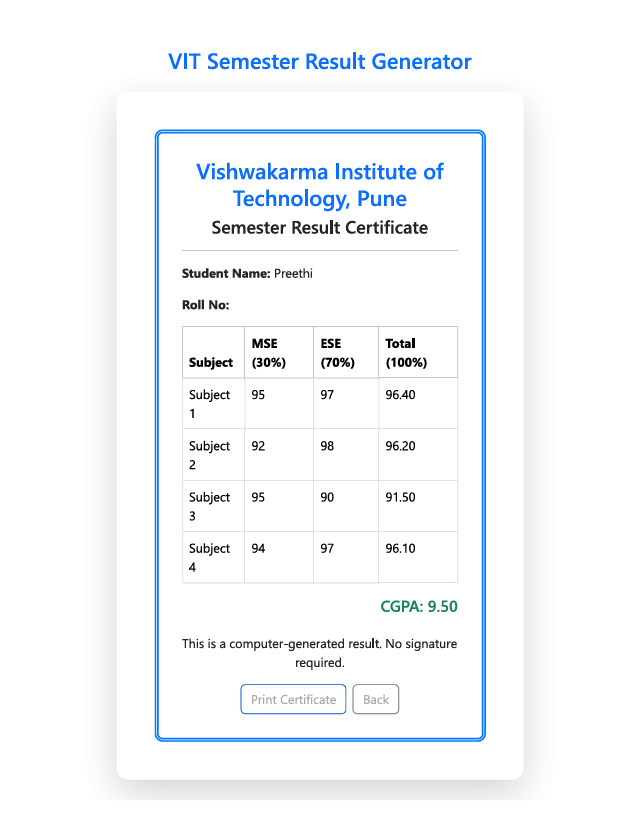 VIT Semester Result Generator
Vishwakarma Institute of
Technology, Pune
Semester Result Certificate
Student Name: Preethi
Roll No:
Subject MSE (30%) ESE (70%) Total (100%)
Subject 1 95 97 96.40
Subject 2 92 98 96.20
Subject 3 95 90 91.50
Subject 4 94 97 96.10
CGPA: 9.50
This is a computer-generated result. No signature
required.
Print Certificate Back